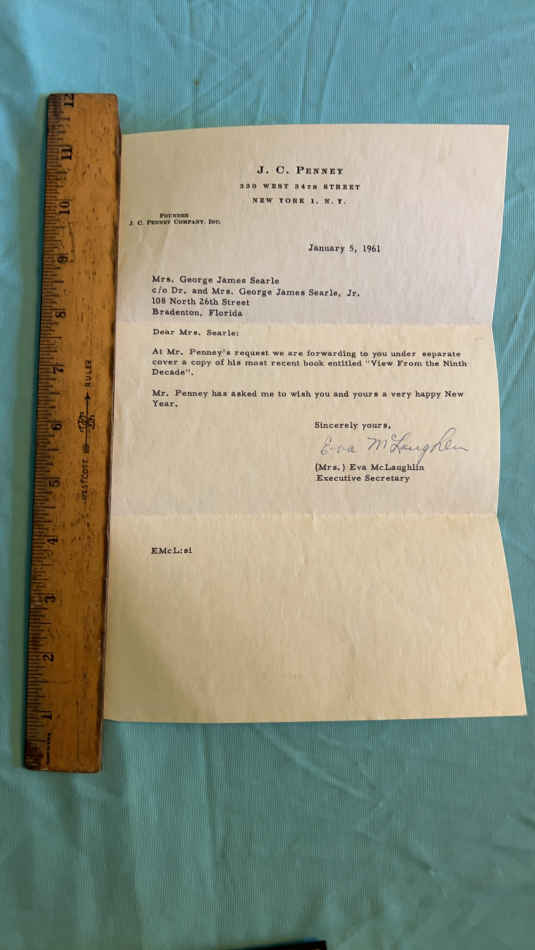 J. C. PENNEY
330 WEST 34TH STREET
NEW YORK 1, N. Y.
FOUNDER
J. C. PENNEY COMPANY, INC.
January 5, 1961
Mrs. George James Searle
c/o Dr. and Mrs. George James Searle, Jr.
108 North 26th Street
Bradenton, Florida
Dear Mrs. Searle:
At Mr. Penney's request we are forwarding to you under separate
cover a copy of his most recent book entitled "View From the Ninth
Decade".
Mr. Penney has asked me to wish you and yours a very happy New
Year.
Sincerely yours,
Eva McLaughlin
(Mrs.) Eva McLaughlin
Executive Secretary
EMcL:si
12
11
10
9
8
7
6
5
4
3
2
1
WESTCOTT
RULER